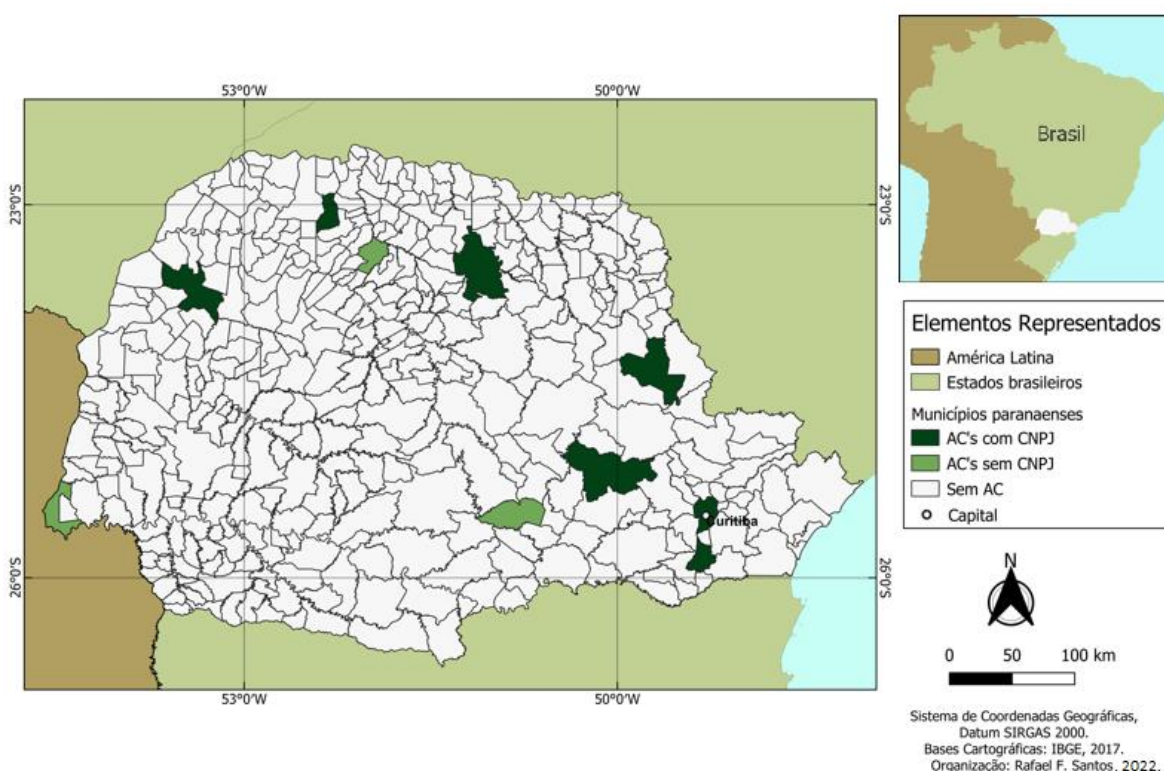 53°0'W
50°0'W
23°0'S
23°0'S
26°0'S
26°0'S
53°0'W
50°0'W
Curitiba
Brasil
Elementos Representados
América Latina
Estados brasileiros
Municípios paranaenses
AC's com CNPJ
AC's sem CNPJ
Sem AC
Capital
N
0 50 100 km
Sistema de Coordenadas Geográficas,
Datum SIRGAS 2000.
Bases Cartográficas: IBGE, 2017.
Organização: Rafael F. Santos, 2022.